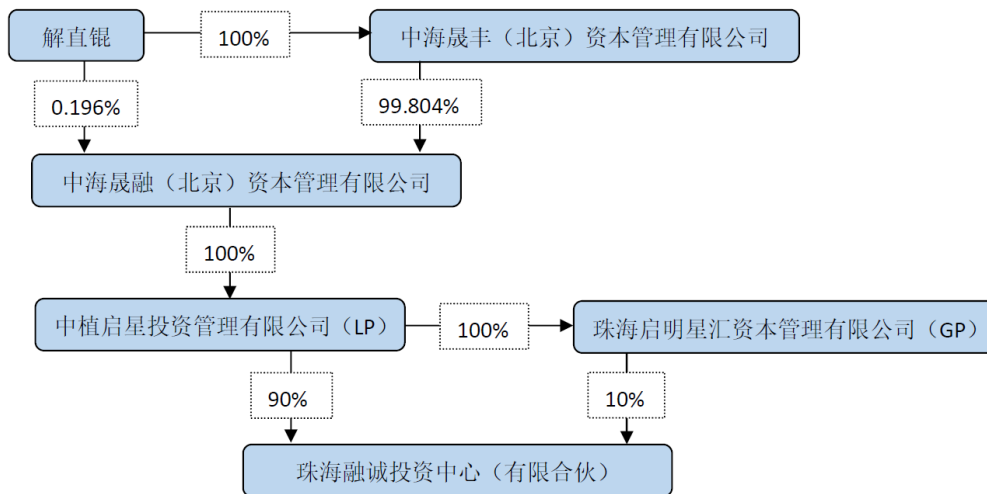 解直锟
100%
中海晟丰（北京）资本管理有限公司
0.196%
99.804%
中海晟融（北京）资本管理有限公司
100%
中植启星投资管理有限公司（LP）
100%
珠海启明星汇资本管理有限公司（GP）
90%
10%
珠海融诚投资中心（有限合伙）